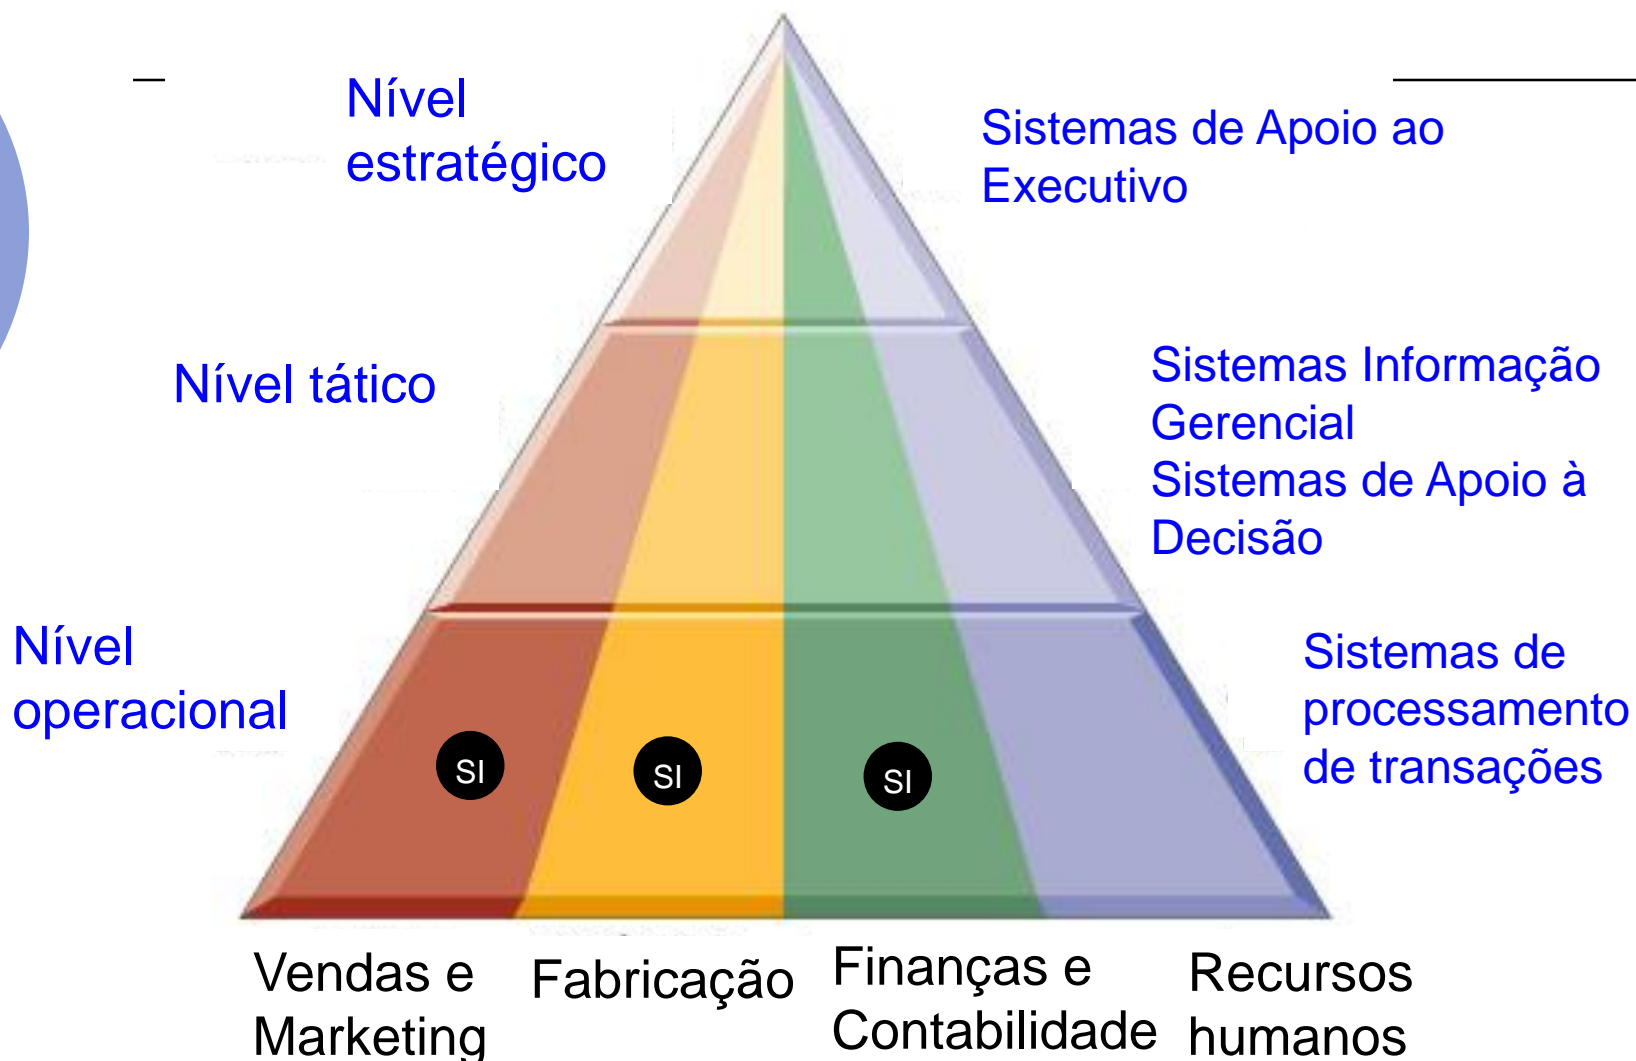 Nível
estratégico
Sistemas de Apoio ao
Executivo
Nível tático
Sistemas Informação
Gerencial
Sistemas de Apoio à
Decisão
Nível
operacional
Sistemas de
processamento
de transações
SI
SI
SI
Vendas e
Marketing
Fabricação
Finanças e
Contabilidade
Recursos
humanos